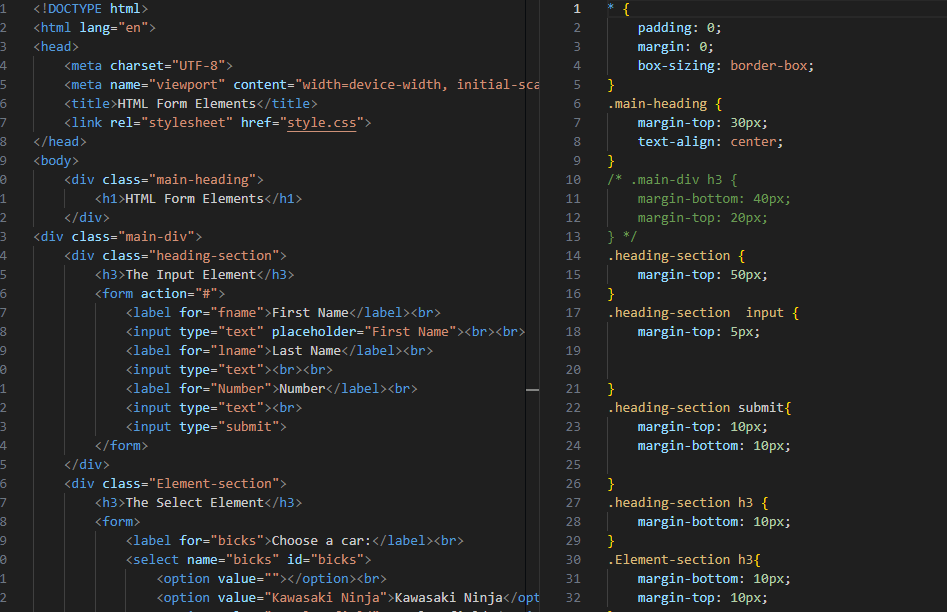 1 <!DOCTYPE html>
2 <html lang="en">
3 <head>
4 <meta charset="UTF-8">
5 <meta name="viewport" content="width=device-width, initial-sca
6 <title>HTML Form Elements</title>
7 <link rel="stylesheet" href="style.css">
8 </head>
9 <body>
0 <div class="main-heading">
1 <h1>HTML Form Elements</h1>
2 </div>
3 <div class="main-div">
4 <div class="heading-section">
5 <h3>The Input Element</h3>
6 <form action="#">
7 <label for="fname">First Name</label><br>
8 <input type="text" placeholder="First Name"><br><br>
9 <label for="lname">Last Name</label><br>
0 <input type="text"><br><br>
1 <label for="Number">Number</label><br>
2 <input type="text"><br>
3 <input type="submit">
4 </form>
5 </div>
6 <div class="Element-section">
7 <h3>The Select Element</h3>
8 <form>
9 <label for="bicks">Choose a car:</label><br>
0 <select name="bicks" id="bicks">
1 <option value=""></option><br>
2 <option value="Kawasaki Ninja">Kawasaki Ninja</opt
1 * {
2 padding: 0;
3 margin: 0;
4 box-sizing: border-box;
5 }
6 .main-heading {
7 margin-top: 30px;
8 text-align: center;
9 }
10 /* .main-div h3 {
11 margin-bottom: 40px;
12 margin-top: 20px;
13 } */
14 .heading-section {
15 margin-top: 50px;
16 }
17 .heading-section  input {
18 margin-top: 5px;
19
20
21 }
22 .heading-section submit{
23 margin-top: 10px;
24 margin-bottom: 10px;
25
26 }
27 .heading-section h3 {
28 margin-bottom: 10px;
29 }
30 .Element-section h3{
31 margin-bottom: 10px;
32 margin-top: 10px;